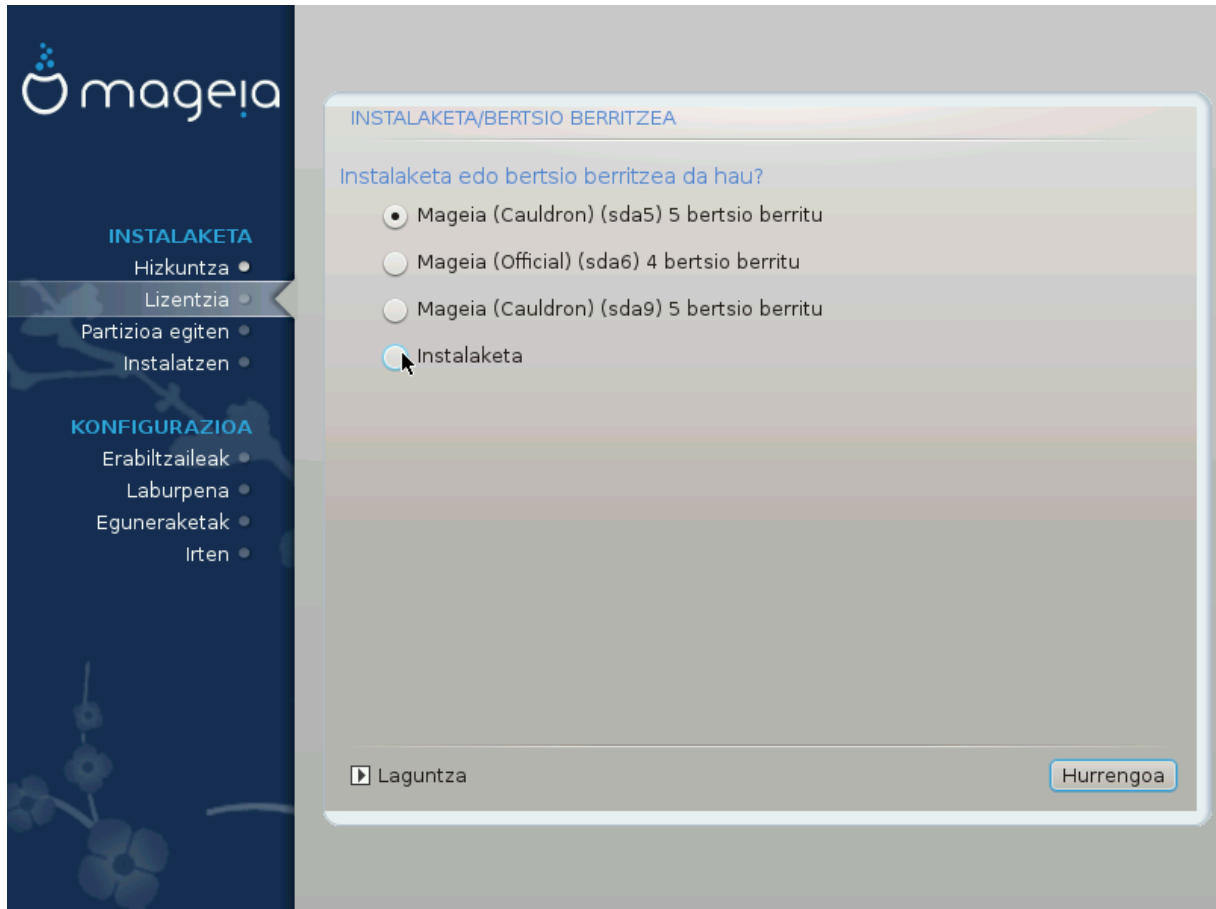 mageia
INSTALAKETA
Hizkuntza
Lizentzia
Partizioa egiten
Instalatzen
KONFIGURAZIOA
Erabiltzaileak
Laburpena
Eguneraketak
Irten
INSTALAKETA/BERTSIO BERRITZEA
Instalaketa edo bertsio berritzea da hau?
Mageia (Cauldron) (sda5) 5 bertsio berritu
Mageia (Official) (sda6) 4 bertsio berritu
Mageia (Cauldron) (sda9) 5 bertsio berritu
Instalaketa
Laguntza
Hurrengoa